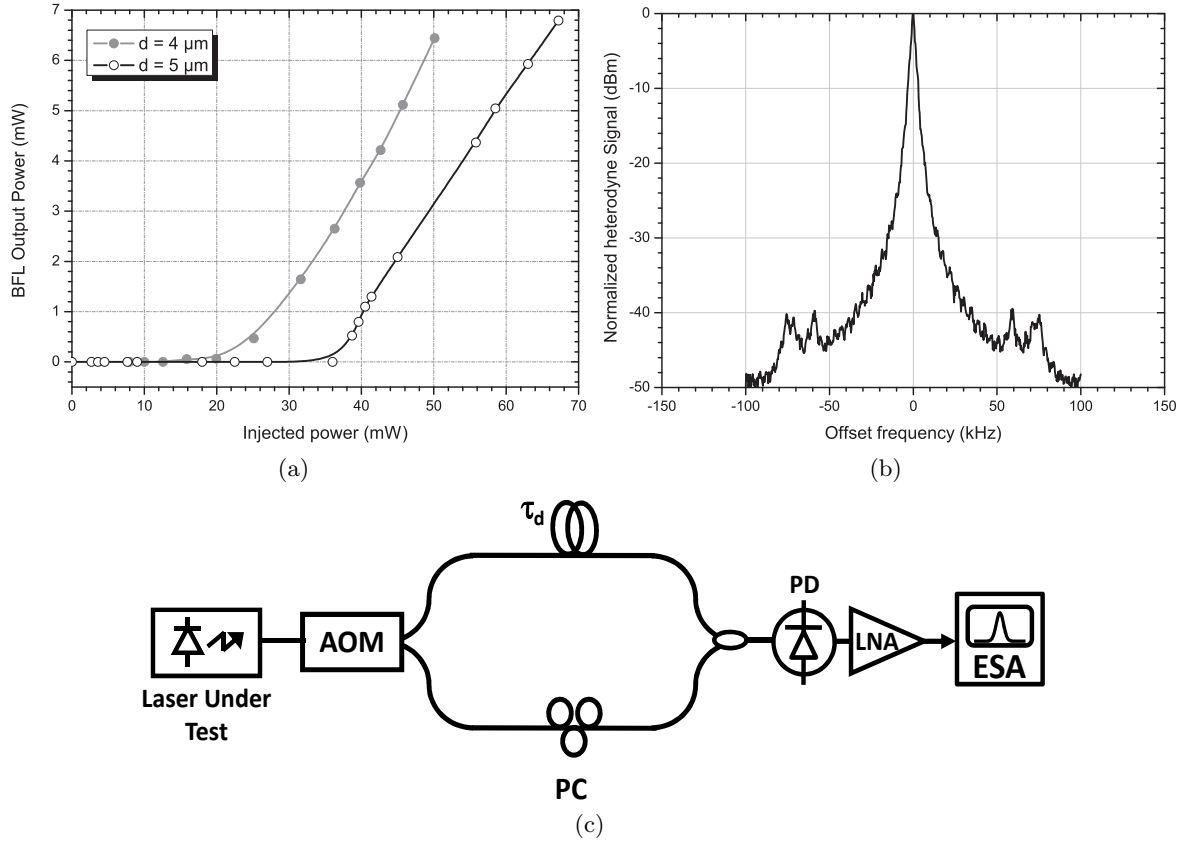 7
6
5
4
3
2
1
0
BFL Output Power (mW)
d = 4 µm
d = 5 µm
0 10 20 30 40 50 60 70
Injected power (mW)
(a)
0
-10
-20
-30
-40
-50
Normalized heterodyne Signal (dBm)
-150 -100 -50 0 50 100 150
Offset frequency (kHz)
(b)
τd
Laser Under
Test
AOM
PC
PD
LNA
ESA
(c)